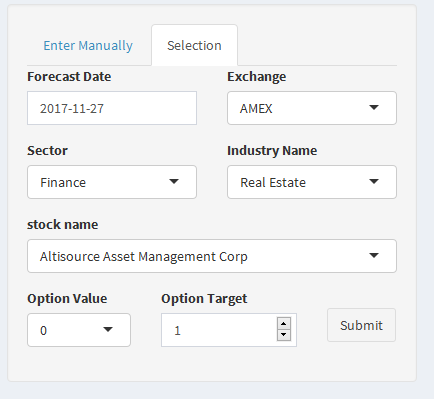 Enter Manually Selection
Forecast Date Exchange
2017-11-27 AMEX
Sector Industry Name
Finance Real Estate
stock name
Altisource Asset Management Corp
Option Value Option Target
0 1 Submit